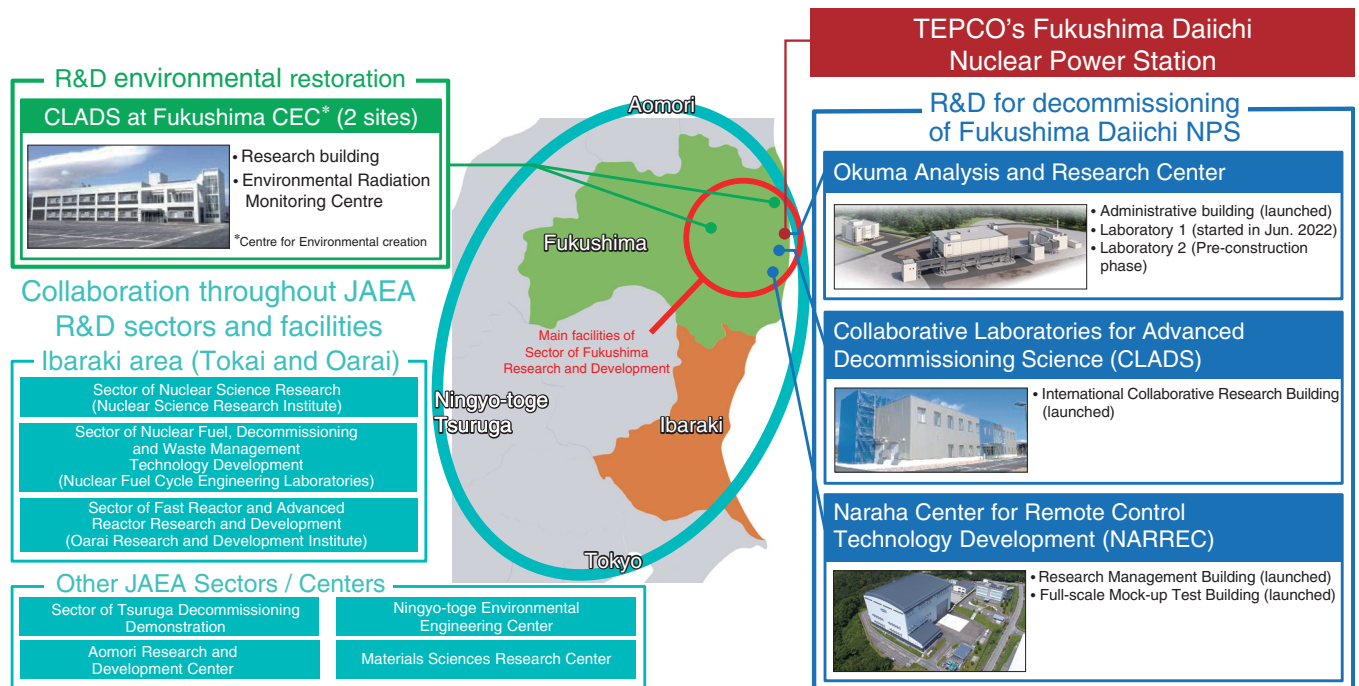 TEPCO’s Fukushima Daiichi
Nuclear Power Station
R&D environmental restoration
CLADS at Fukushima CEC* (2 sites)
• Research building
• Environmental Radiation
Monitoring Centre
*Centre for Environmental creation
Collaboration throughout JAEA
R&D sectors and facilities
Ibaraki area (Tokai and Oarai)
Sector of Nuclear Science Research
(Nuclear Science Research Institute)
Sector of Nuclear Fuel, Decommissioning
and Waste Management
Technology Development
(Nuclear Fuel Cycle Engineering Laboratories)
Sector of Fast Reactor and Advanced
Reactor Research and Development
(Oarai Research and Development Institute)
Other JAEA Sectors / Centers
Sector of Tsuruga Decommissioning
Demonstration
Ningyo-toge Environmental
Engineering Center
Aomori Research and
Development Center
Materials Sciences Research Center
Aomori
Fukushima
Main facilities of
Sector of Fukushima
Research and Development
Ningyo-toge
Tsuruga
Ibaraki
Tokyo
R&D for decommissioning
of Fukushima Daiichi NPS
Okuma Analysis and Research Center
• Administrative building (launched)
• Laboratory 1 (started in Jun. 2022)
• Laboratory 2 (Pre-construction
phase)
Collaborative Laboratories for Advanced
Decommissioning Science (CLADS)
• International Collaborative Research Building
(launched)
Naraha Center for Remote Control
Technology Development (NARREC)
• Research Management Building (launched)
• Full-scale Mock-up Test Building (launched)